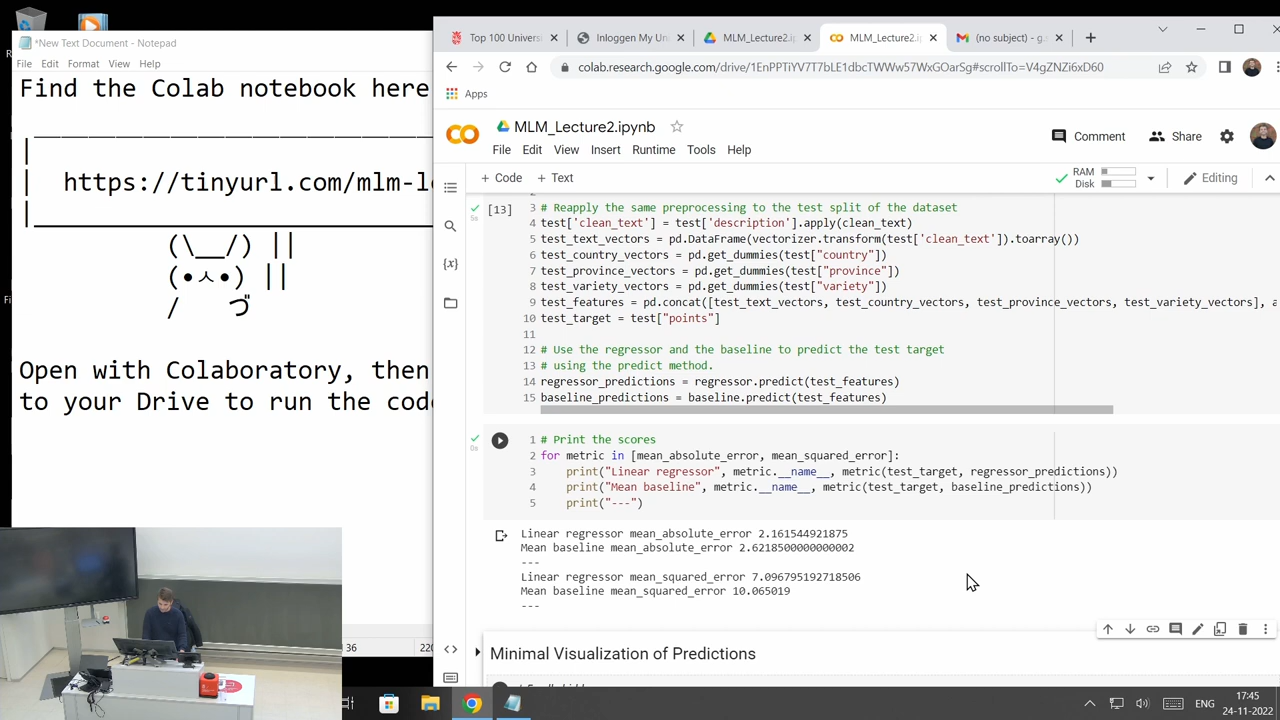 *New Text Document - Notepad
File Edit Format View Help
Find the Colab notebook here
https://tinyurl.com/mlm-l
(\__/) ||
(•ㅅ•) ||
/ づ
Open with Colaboratory, then
to your Drive to run the cod
36
220
Top 100 Univers
Inloggen My Un
MLM_Lecture2.i
MLM_Lecture2.i
(no subject) - g.
colab.research.google.com/drive/1EnPPTiYV7T7bLE1dbcTWWw57WxGOarSg#scrollTo=V4gZNZi6xD60
Apps
MLM_Lecture2.ipynb
Comment Share
File Edit View Insert Runtime Tools Help
+ Code + Text
RAM
Disk
Editing
[13]
5s
2
3 # Reapply the same preprocessing to the test split of the dataset
4 test['clean_text'] = test['description'].apply(clean_text)
5 test_text_vectors = pd.DataFrame(vectorizer.transform(test['clean_text']).toarray())
6 test_country_vectors = pd.get_dummies(test["country"])
7 test_province_vectors = pd.get_dummies(test["province"])
8 test_variety_vectors = pd.get_dummies(test["variety"])
9 test_features = pd.concat([test_text_vectors, test_country_vectors, test_province_vectors, test_variety_vectors], a
10 test_target = test["points"]
11
12 # Use the regressor and the baseline to predict the test target
13 # using the predict method.
14 regressor_predictions = regressor.predict(test_features)
15 baseline_predictions = baseline.predict(test_features)
0s
1 # Print the scores
2 for metric in [mean_absolute_error, mean_squared_error]:
3 print("Linear regressor", metric.__name__, metric(test_target, regressor_predictions))
4 print("Mean baseline", metric.__name__, metric(test_target, baseline_predictions))
5 print("---")
Linear regressor mean_absolute_error 2.161544921875
Mean baseline mean_absolute_error 2.6218500000000002
---
Linear regressor mean_squared_error 7.096795192718506
Mean baseline mean_squared_error 10.065019
---
Minimal Visualization of Predictions
ENG
17:45
24-11-2022